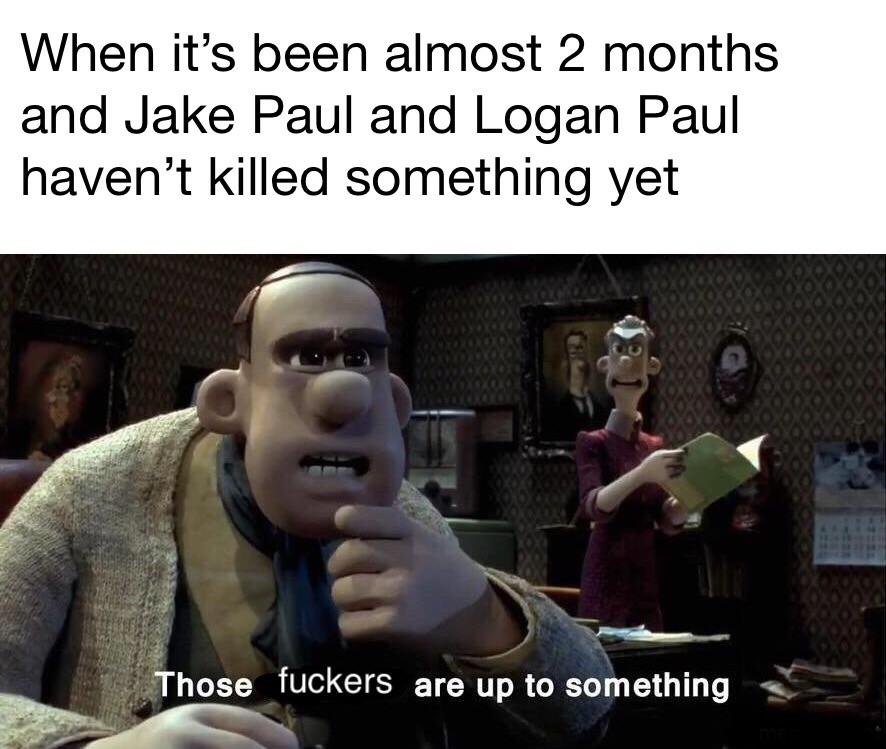 When it’s been almost 2 months
and Jake Paul and Logan Paul
haven’t killed something yet
Those fuckers are up to something